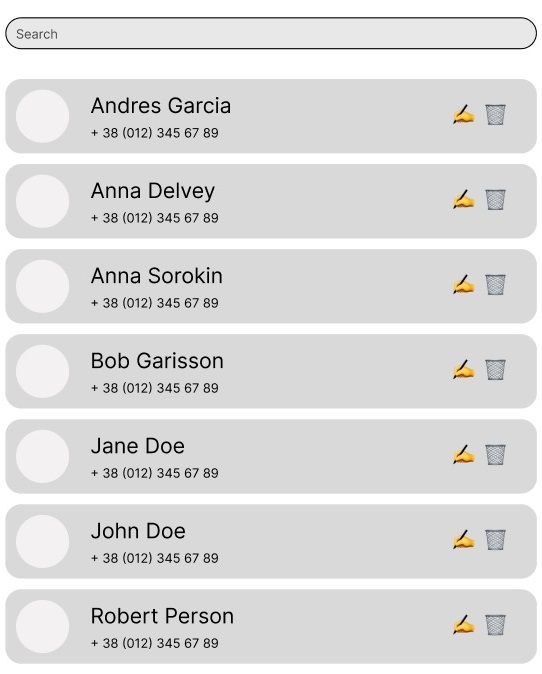 Search
Andres Garcia
+ 38 (012) 345 67 89
Anna Delvey
+ 38 (012) 345 67 89
Anna Sorokin
+ 38 (012) 345 67 89
Bob Garisson
+ 38 (012) 345 67 89
Jane Doe
+ 38 (012) 345 67 89
John Doe
+ 38 (012) 345 67 89
Robert Person
+ 38 (012) 345 67 89